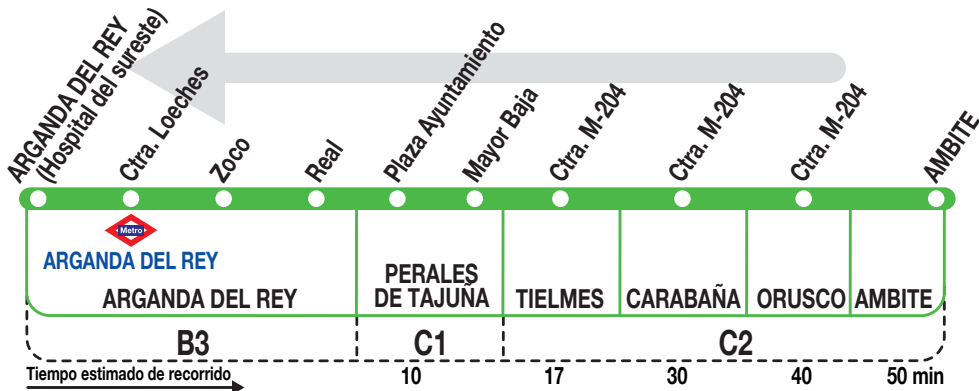 ARGANDA DEL REY
(Hospital del sureste)
Ctra. Loeches
Zoco
Real
Plaza Ayuntamiento
Mayor Baja
Ctra. M-204
Ctra. M-204
Ctra. M-204
AMBITE
Metro
ARGANDA DEL REY
ARGANDA DEL REY
PERALES
DE TAJUÑA
TIELMES
CARABAÑA
ORUSCO
AMBITE
B3
C1
C2
Tiempo estimado de recorrido
10
17
30
40
50 min